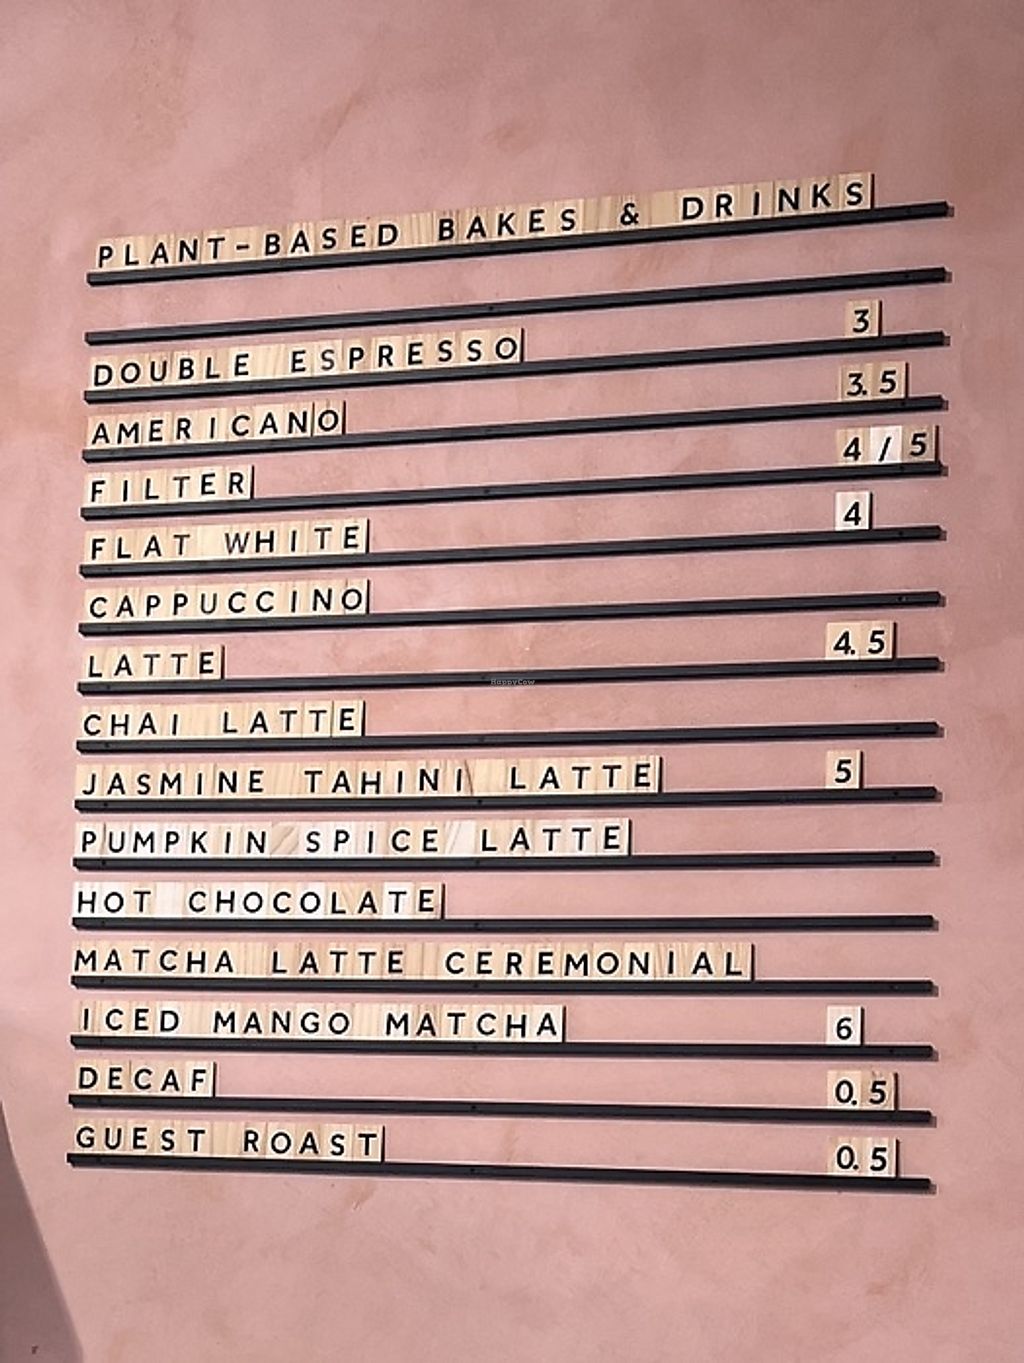 PLANT-BASED BAKES & DRINKS
DOUBLE ESPRESSO 3
AMERICANO 3.5
FILTER 4/5
FLAT WHITE 4
CAPPUCCINO
LATTE 4.5
CHAI LATTE
JASMINE TAHINI LATTE 5
PUMPKIN SPICE LATTE
HOT CHOCOLATE
MATCHA LATTE CEREMONIAL
ICED MANGO MATCHA 6
DECAF 0.5
GUEST ROAST 0.5
HappyCow